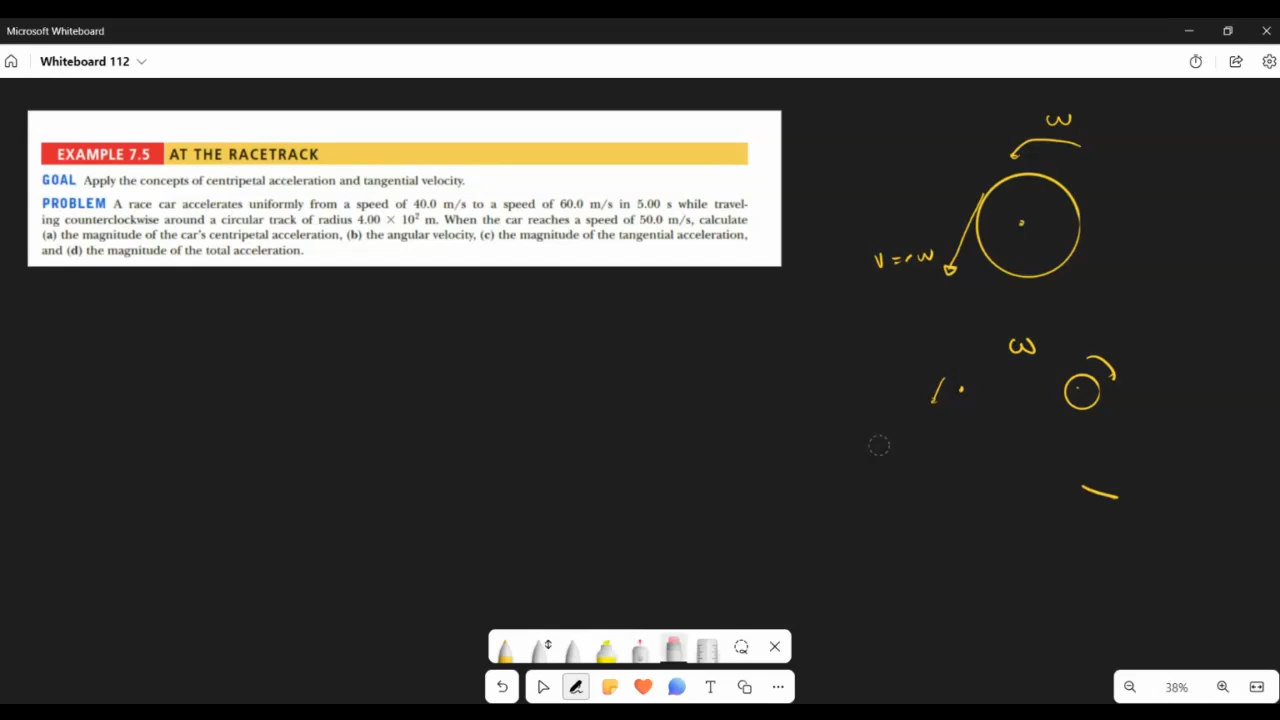 Microsoft Whiteboard
Whiteboard 112
EXAMPLE 7.5 AT THE RACETRACK
GOAL Apply the concepts of centripetal acceleration and tangential velocity.
PROBLEM A race car accelerates uniformly from a speed of 40.0 m/s to a speed of 60.0 m/s in 5.00 s while travel-
ing counterclockwise around a circular track of radius 4.00 × 10² m. When the car reaches a speed of 50.0 m/s, calculate
(a) the magnitude of the car's centripetal acceleration, (b) the angular velocity, (c) the magnitude of the tangential acceleration,
and (d) the magnitude of the total acceleration.
ω
v = rω
ω
38%